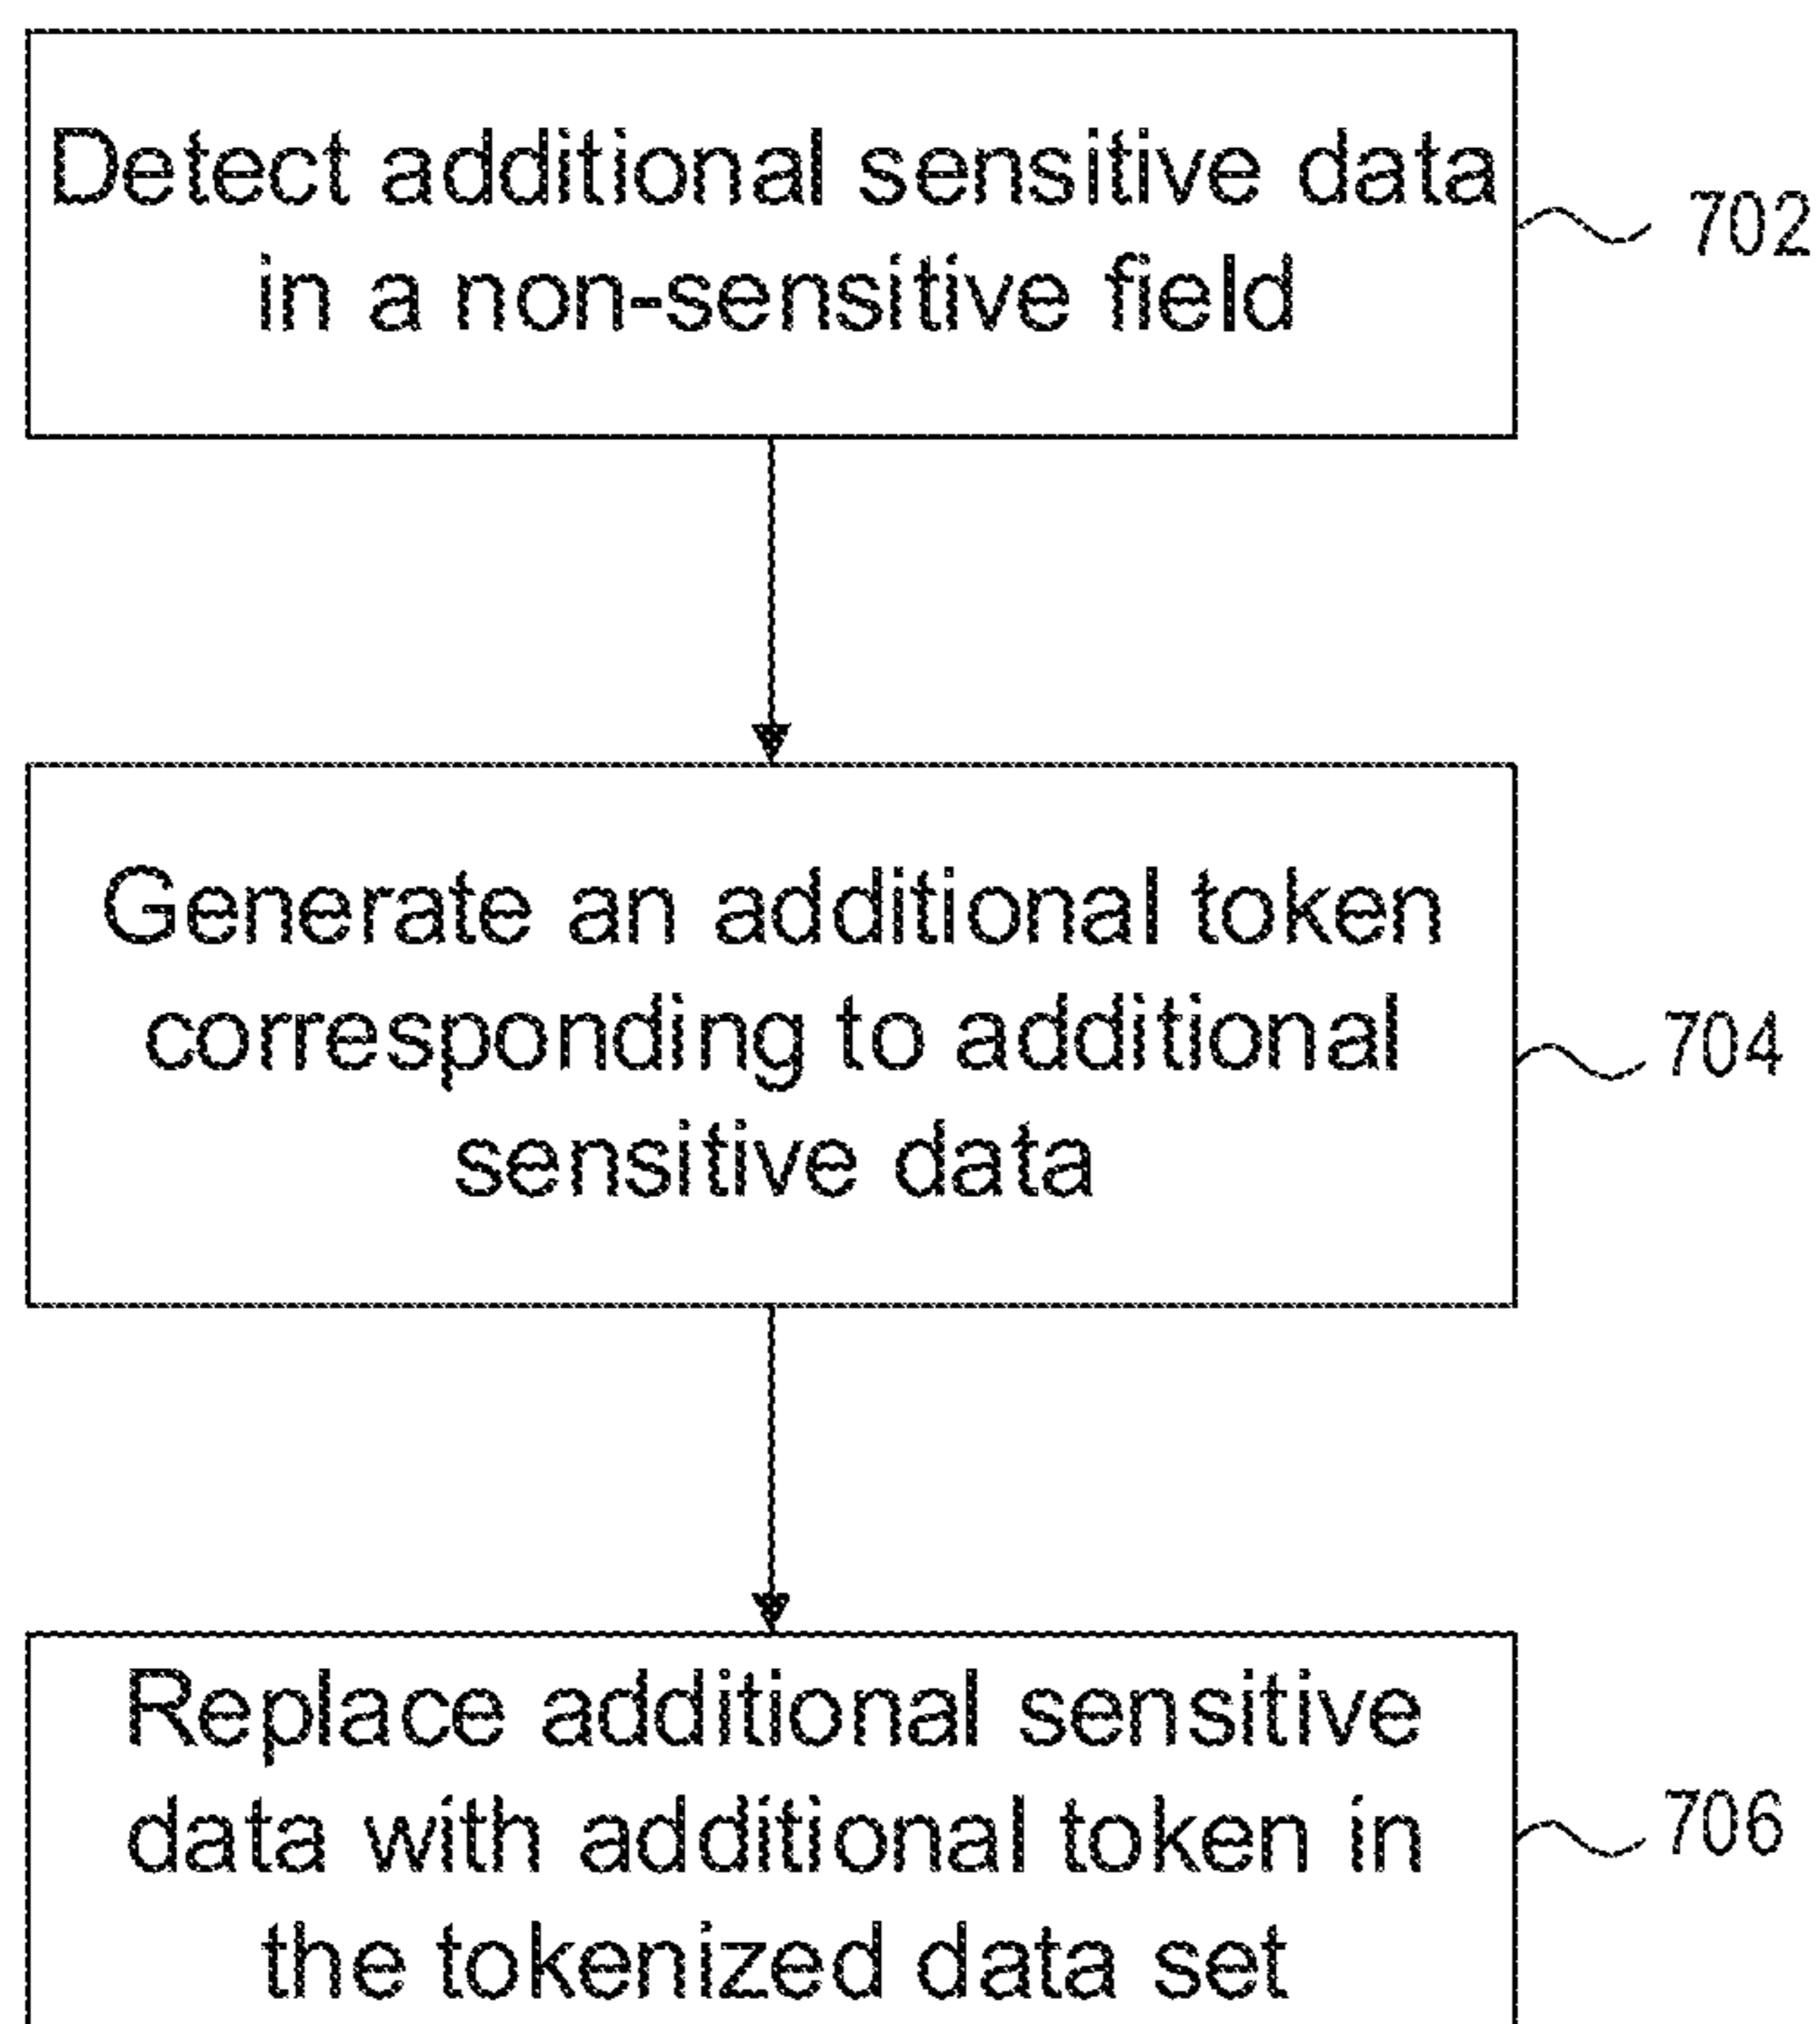 Detect additional sensitive data
in a non-sensitive field
702
Generate an additional token
corresponding to additional
sensitive data
704
Replace additional sensitive
data with additional token in
the tokenized data set
706